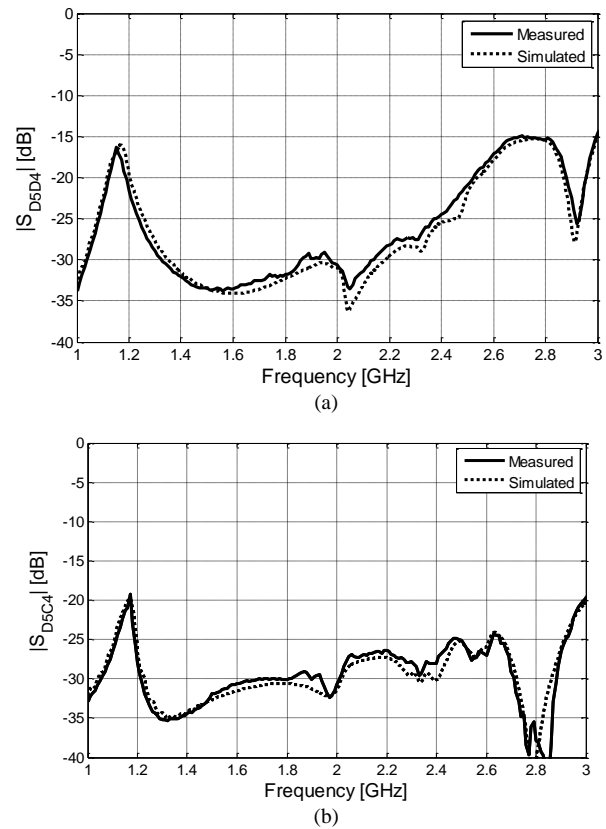 0
-5
-10
-15
-20
-25
-30
-35
-40
|S_D5D4| [dB]
Measured
Simulated
1 1.2 1.4 1.6 1.8 2 2.2 2.4 2.6 2.8 3
Frequency [GHz]
(a)
0
-5
-10
-15
-20
-25
-30
-35
-40
|S_D5C4| [dB]
Measured
Simulated
1 1.2 1.4 1.6 1.8 2 2.2 2.4 2.6 2.8 3
Frequency [GHz]
(b)